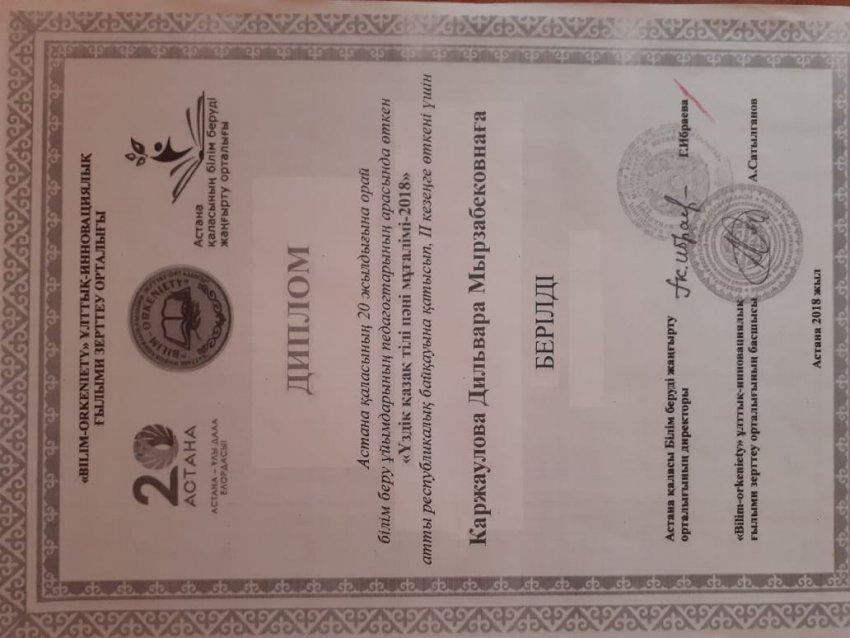 «BILIM-ORKENIETY» ҰЛТТЫҚ-ИННОВАЦИЯЛЫҚ
ҒЫЛЫМИ ЗЕРТТЕУ ОРТАЛЫҒЫ
20
АСТАНА
АСТАНА - ҰЛЫ ДАЛА
ЕЛОРДАСЫ!
"BILIM-ORKENIETY"
Астана
қаласының білім беруді
жаңғырту орталығы
ДИПЛОМ
Астана қаласының 20 жылдығына орай
білім беру ұйымдарының педагогтарының арасында өткен
«Үздік қазақ тілі пәні мұғалімі-2018»
атты республикалық байқауына қатысып, ІІ кезеңге өткені үшін
Каржаулова Дильвара Мырзабековнаға
БЕРІЛДІ
Астана қаласы Білім беруді жаңғырту
орталығының директоры Г.Ибраева
«Bilim-orkeniety» ұлттық-инновациялық
ғылыми зерттеу орталығының басшысы А.Сатылганов
Астана 2018 жыл